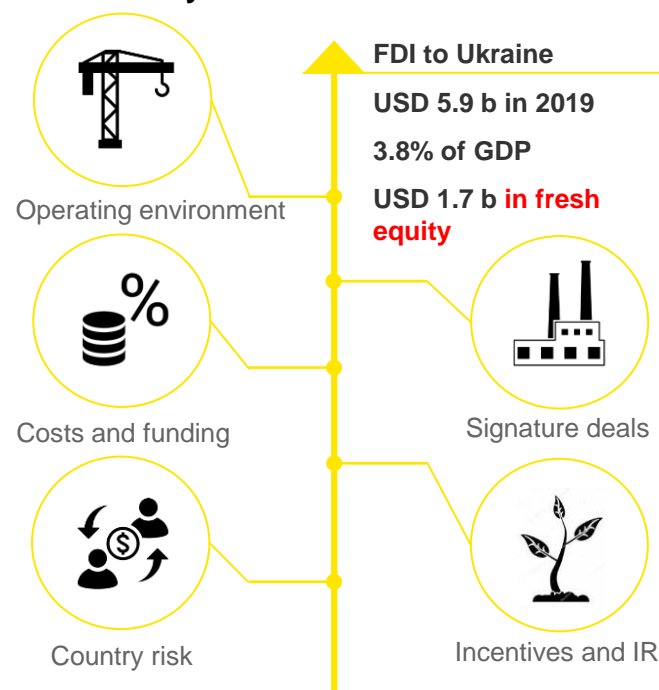 FDI to Ukraine
USD 5.9 b in 2019
3.8% of GDP
USD 1.7 b in fresh
equity
Operating environment
%
Costs and funding
Signature deals
$
Country risk
Incentives and IR